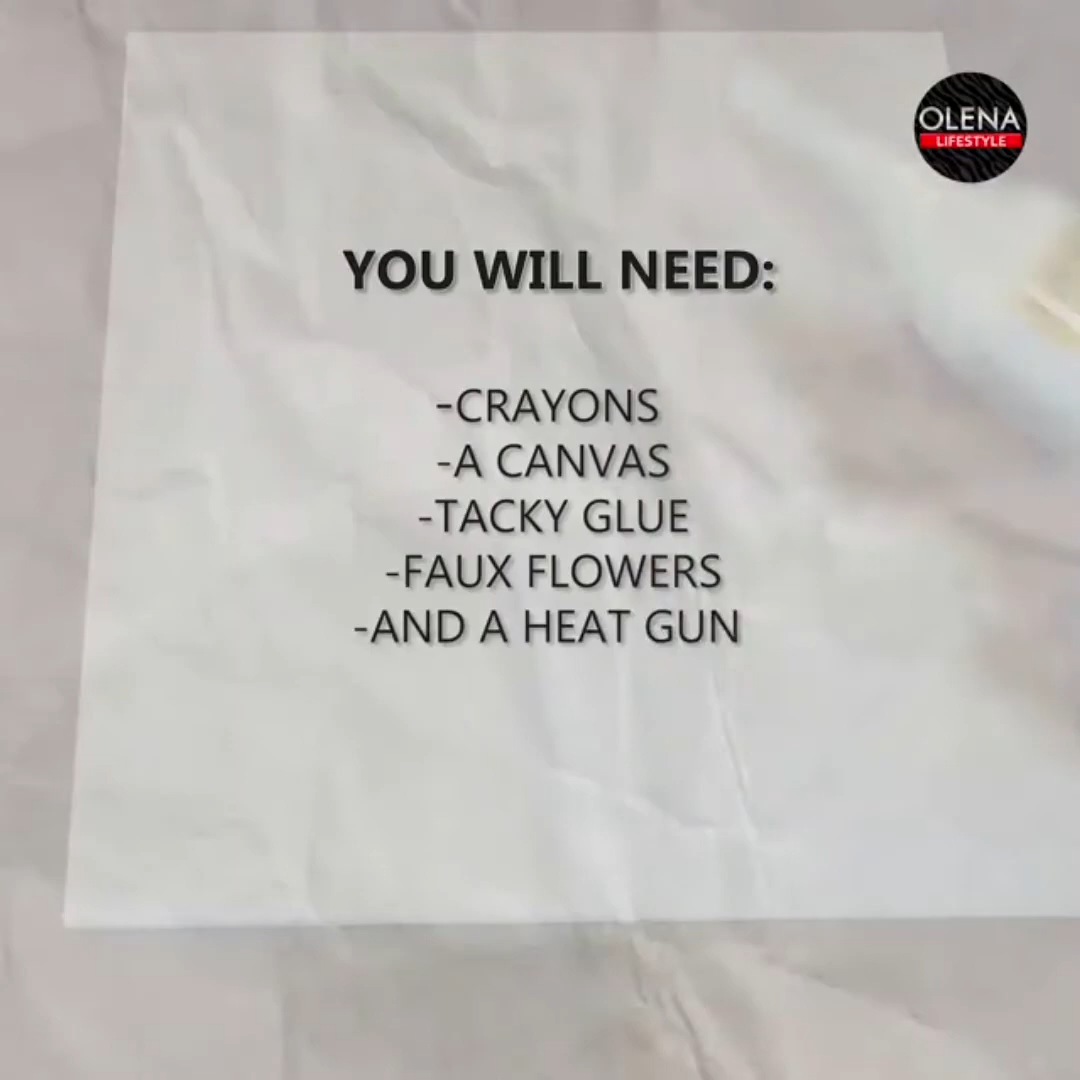 OLENA
LIFESTYLE
YOU WILL NEED:
-CRAYONS
-A CANVAS
-TACKY GLUE
-FAUX FLOWERS
-AND A HEAT GUN